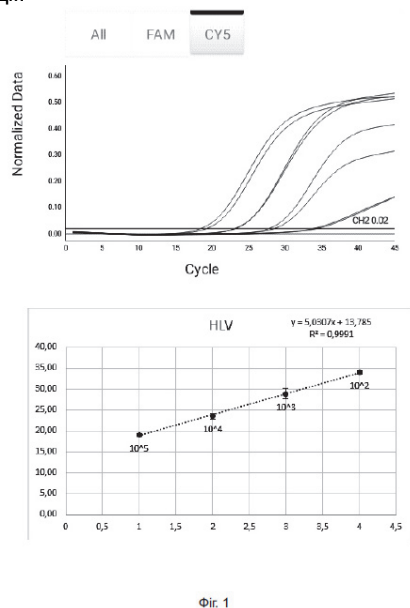 All FAM CY5
Normalized Data
0.60
0.50
0.40
0.30
0.20
0.10
0.00
CH2 0.02
0 5 10 15 20 25 30 35 40 45
Cycle
HLV
y = 5,0307x + 13,785
R² = 0,9991
40,00
35,00
30,00
25,00
20,00
15,00
10,00
5,00
0,00
10^5
10^4
10^3
10^2
0 0,5 1 1,5 2 2,5 3 3,5 4 4,5
Фіг. 1